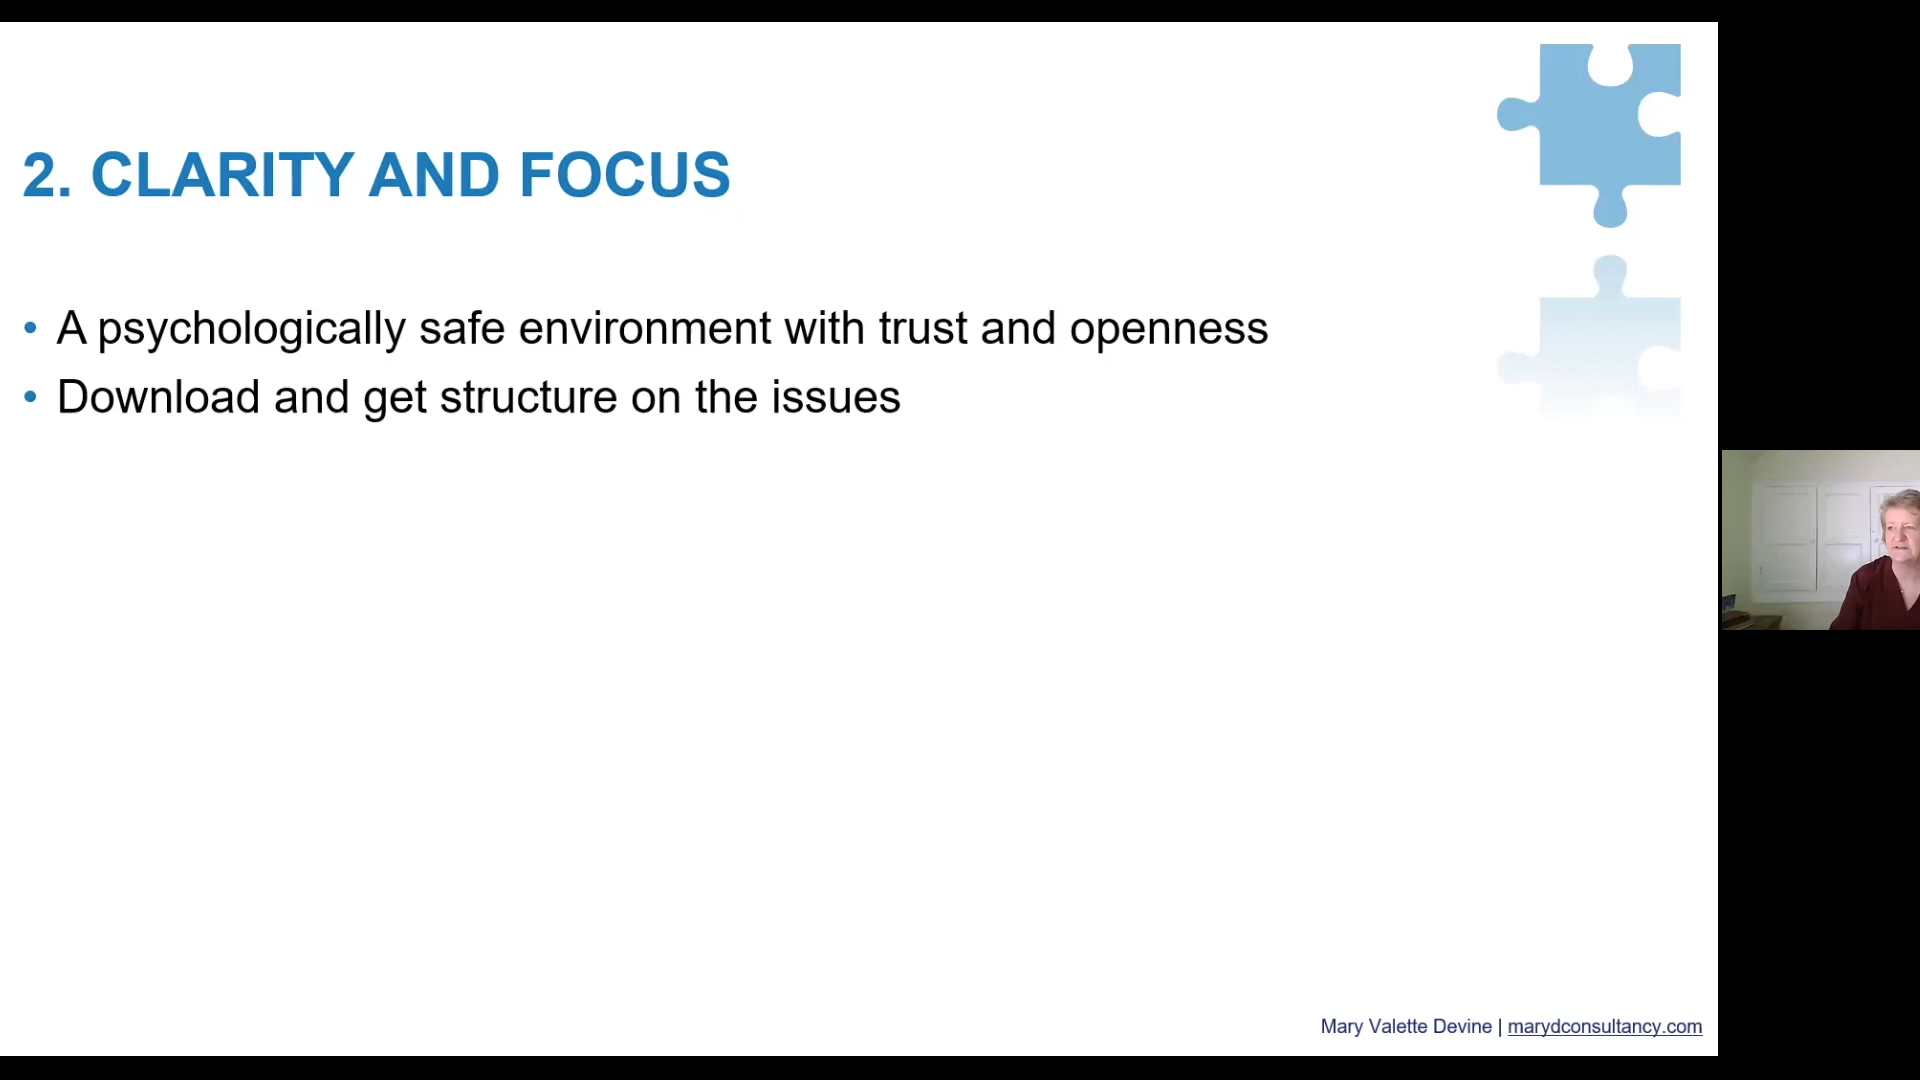 2. CLARITY AND FOCUS
• A psychologically safe environment with trust and openness
• Download and get structure on the issues
Mary Valette Devine | marydconsultancy.com